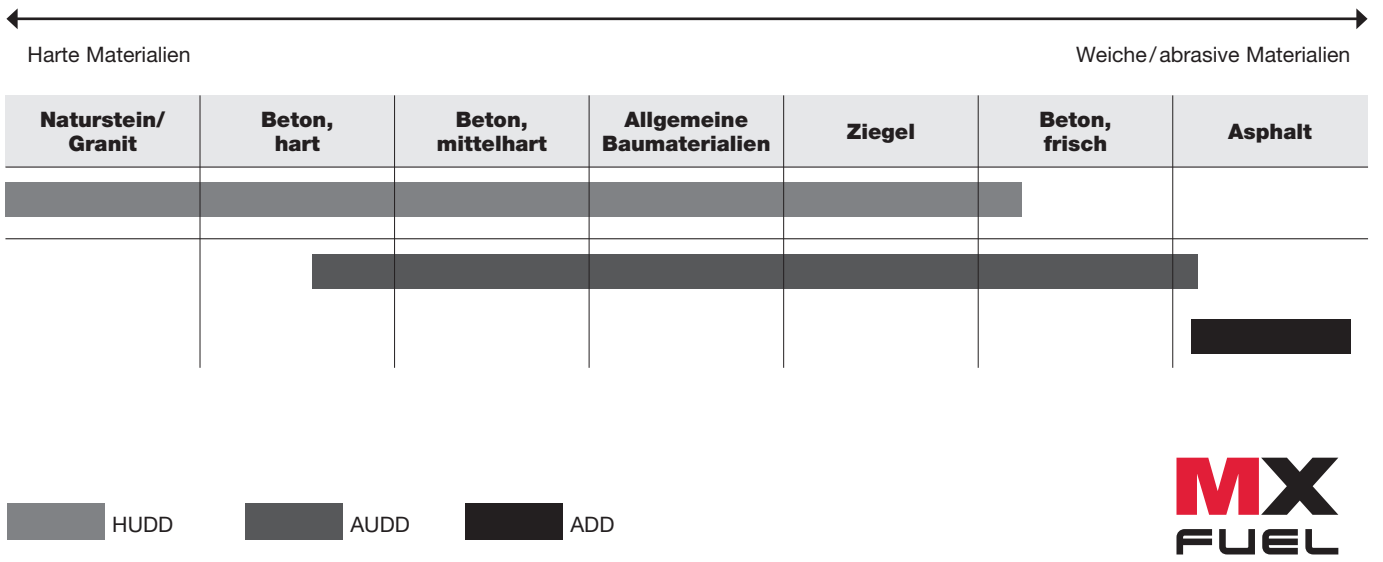 Harte Materialien
Weiche/abrasive Materialien
Naturstein/
Granit
Beton,
hart
Beton,
mittelhart
Allgemeine
Baumaterialien
Ziegel
Beton,
frisch
Asphalt
HUDD
AUDD
ADD
MX
FUEL